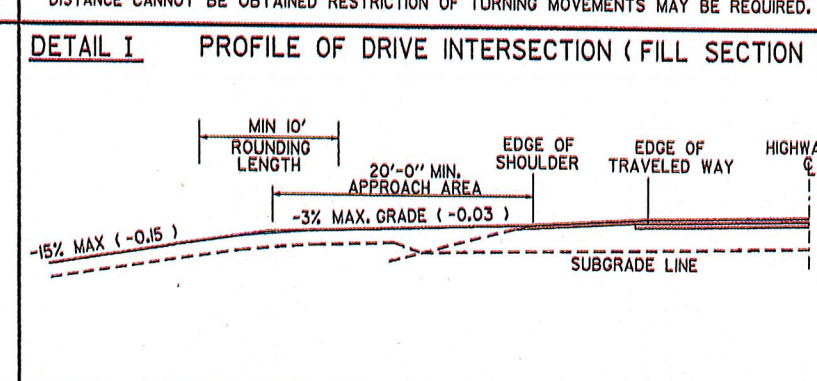 DISTANCE CANNOT BE OBTAINED RESTRICTION OF TURNING MOVEMENTS MAY BE REQUIRED.
DETAIL I PROFILE OF DRIVE INTERSECTION ( FILL SECTION
MIN 10'
ROUNDING
LENGTH
20'-0" MIN.
APPROACH AREA
EDGE OF
SHOULDER
EDGE OF
TRAVELED WAY
HIGHWA
℄
-3% MAX. GRADE ( -0.03 )
-15% MAX ( -0.15 )
SUBGRADE LINE